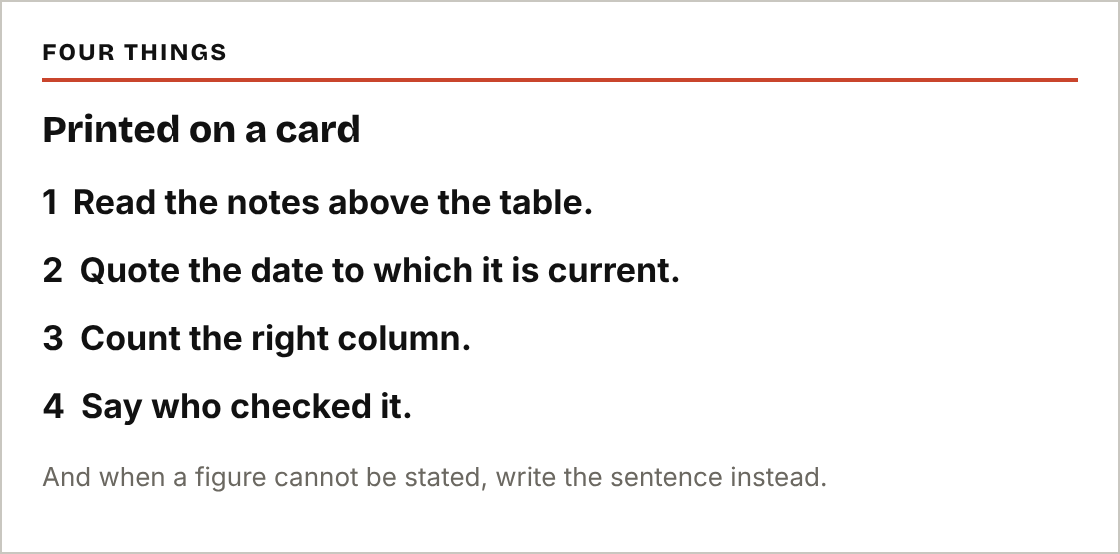 FOUR THINGS
Printed on a card
1 Read the notes above the table.
2 Quote the date to which it is current.
3 Count the right column.
4 Say who checked it.
And when a figure cannot be stated, write the sentence instead.